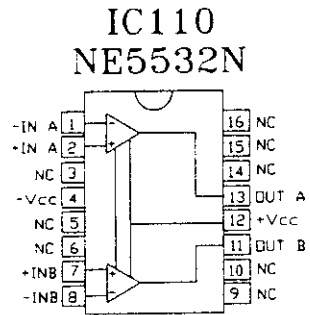 IC110
NE5532N
-IN A 1
+IN A 2
NC 3
-Vcc 4
NC 5
NC 6
+INB 7
-INB 8
16 NC
15 NC
14 NC
13 OUT A
12 +Vcc
11 OUT B
10 NC
9 NC